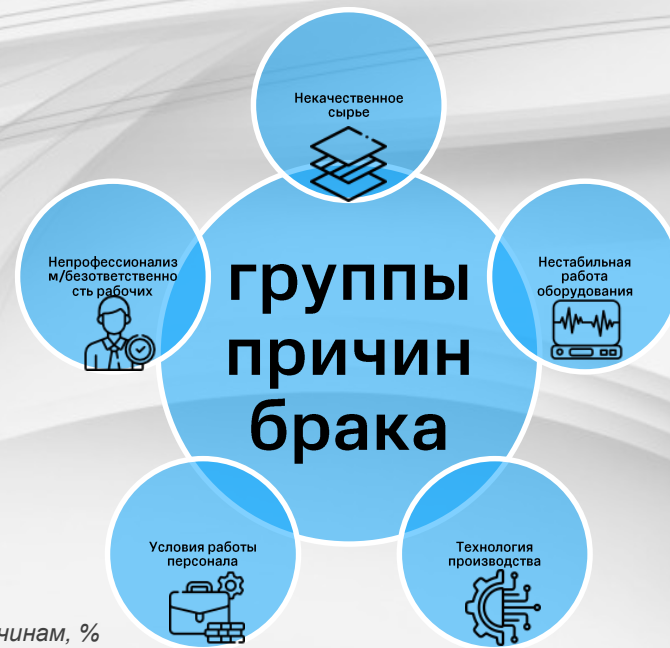 Некачественное
сырье
Непрофессионализ
м/безответственно
сть рабочих
группы
причин
брака
Нестабильная
работа
оборудования
Условия работы
персонала
Технология
производства
чинам, %